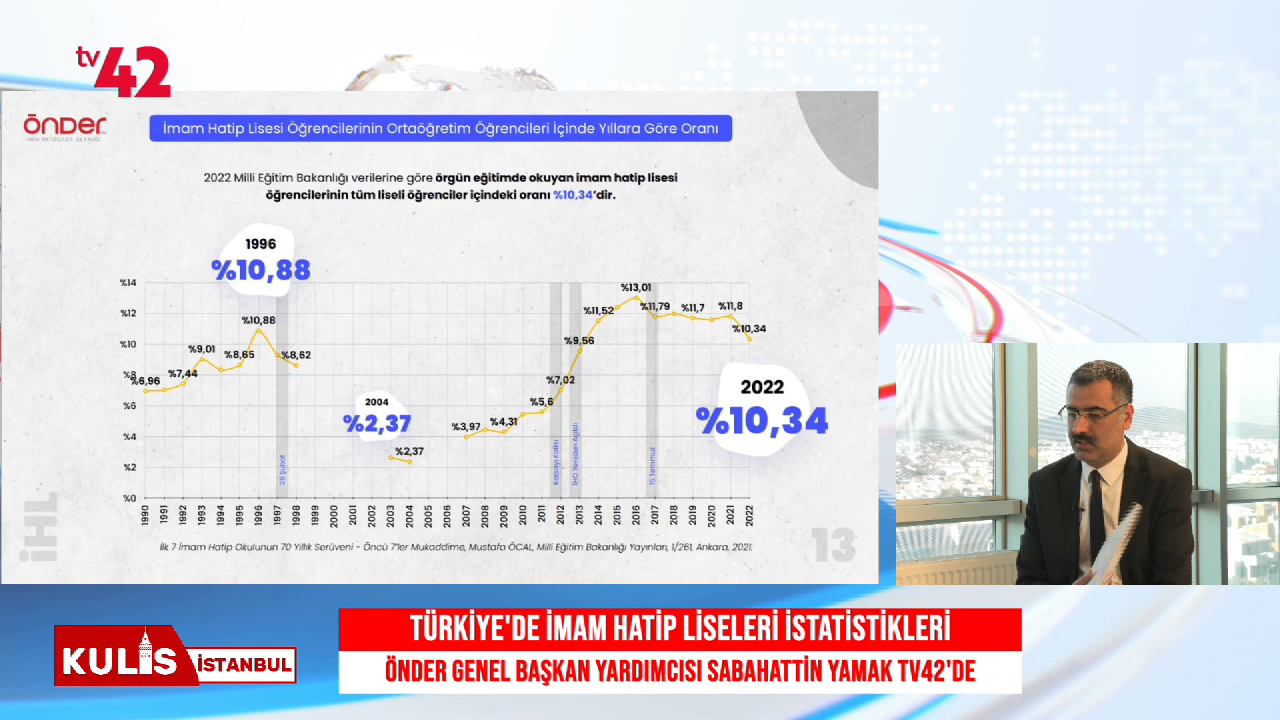 tv
42
ÖNDER
İmam Hatip Lisesi Öğrencilerinin Ortaöğretim Öğrencileri İçinde Yıllara Göre Oranı
2022 Milli Eğitim Bakanlığı verilerine göre örgün eğitimde okuyan imam hatip lisesi
öğrencilerinin tüm liseli öğrenciler içindeki oranı %10,34'dir.
1996
%10,88
%14
%12
%10
%8
%6
%4
%2
%0
%6,96
%7,44
%9,01
%8,65
%10,88
%8,62
2004
%2,37
%2,37
%3,97
%4,31
%5,6
%7,02
%9,56
%11,52
%13,01
%11,79
%11,7
%11,8
%10,34
2022
%10,34
28 Şubat
Katsayı Kalktı
İHO Yeniden Açıldı
15 Temmuz
1990 1991 1992 1993 1994 1995 1996 1997 1998 1999 2000 2001 2002 2003 2004 2007 2008 2009 2010 2011 2012 2013 2014 2015 2016 2017 2018 2019 2020 2021 2022
İlk 7 İmam Hatip Okulunun 70 Yıllık Serüveni - Öncü 7'ler Mukaddime, Mustafa ÖCAL, Milli Eğitim Bakanlığı Yayınları, 1/261, Ankara, 2021.
iHL
13
KULİS İSTANBUL
TÜRKİYE'DE İMAM HATİP LİSELERİ İSTATİSTİKLERİ
ÖNDER GENEL BAŞKAN YARDIMCISI SABAHATTİN YAMAK TV42'DE